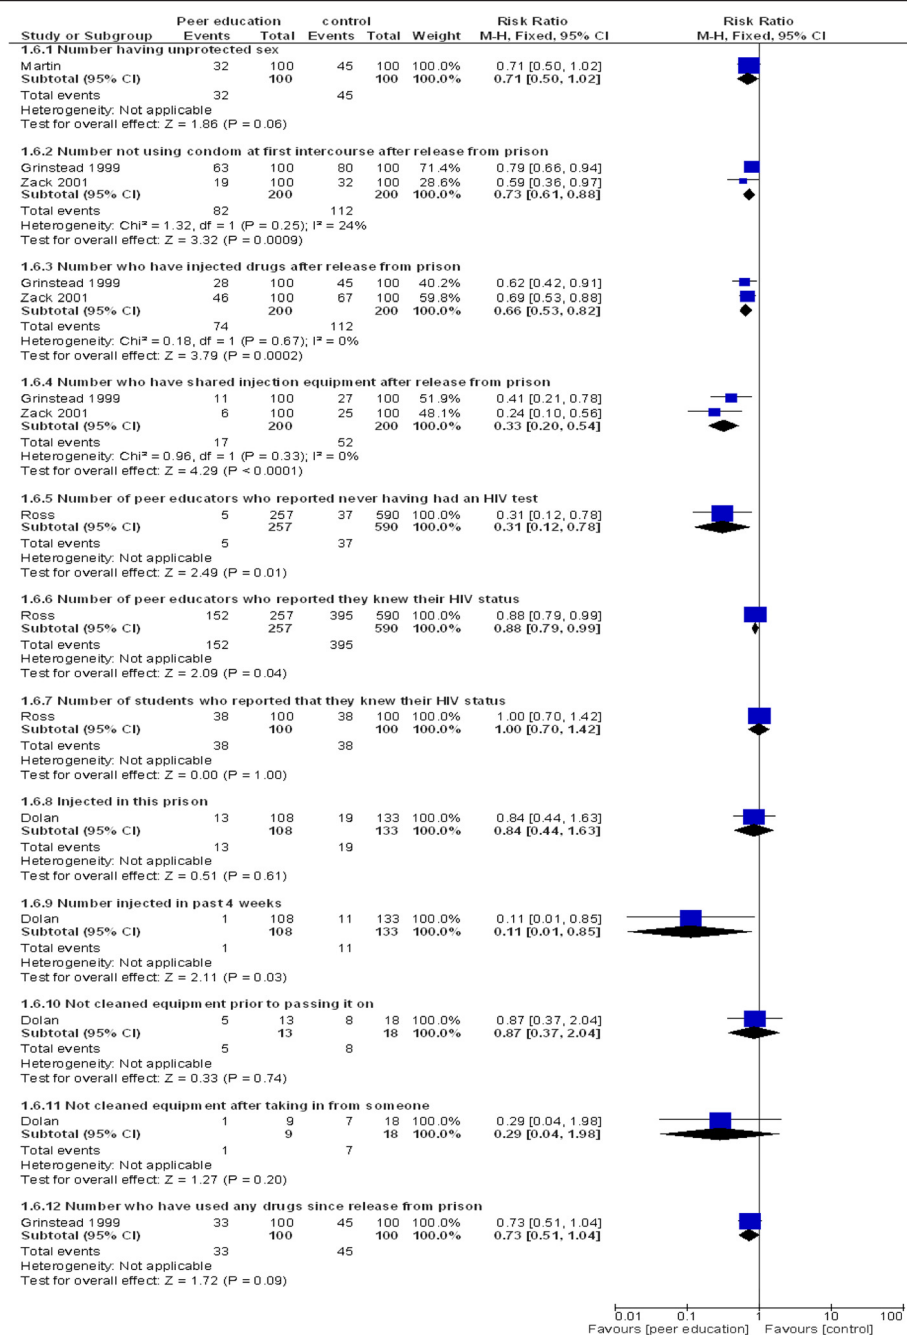 Peer education control Risk Ratio Risk Ratio
Study or Subgroup Events Total Events Total Weight M-H, Fixed, 95% CI M-H, Fixed, 95% CI
1.6.1 Number having unprotected sex
Martin 32 100 45 100 100.0% 0.71 [0.50, 1.02]
Subtotal (95% CI) 100 100 100.0% 0.71 [0.50, 1.02]
Total events 32 45
Heterogeneity: Not applicable
Test for overall effect: Z = 1.86 (P = 0.06)
1.6.2 Number not using condom at first intercourse after release from prison
Grinstead 1999 63 100 80 100 71.4% 0.79 [0.66, 0.94]
Zack 2001 19 100 32 100 28.6% 0.59 [0.36, 0.97]
Subtotal (95% CI) 200 200 100.0% 0.73 [0.61, 0.88]
Total events 82 112
Heterogeneity: Chi² = 1.32, df = 1 (P = 0.25); I² = 24%
Test for overall effect: Z = 3.32 (P = 0.0009)
1.6.3 Number who have injected drugs after release from prison
Grinstead 1999 28 100 45 100 40.2% 0.62 [0.42, 0.91]
Zack 2001 46 100 67 100 59.8% 0.69 [0.53, 0.88]
Subtotal (95% CI) 200 200 100.0% 0.66 [0.53, 0.82]
Total events 74 112
Heterogeneity: Chi² = 0.18, df = 1 (P = 0.67); I² = 0%
Test for overall effect: Z = 3.79 (P = 0.0002)
1.6.4 Number who have shared injection equipment after release from prison
Grinstead 1999 11 100 27 100 51.9% 0.41 [0.21, 0.78]
Zack 2001 6 100 25 100 48.1% 0.24 [0.10, 0.56]
Subtotal (95% CI) 200 200 100.0% 0.33 [0.20, 0.54]
Total events 17 52
Heterogeneity: Chi² = 0.96, df = 1 (P = 0.33); I² = 0%
Test for overall effect: Z = 4.29 (P < 0.0001)
1.6.5 Number of peer educators who reported never having had an HIV test
Ross 5 257 37 590 100.0% 0.31 [0.12, 0.78]
Subtotal (95% CI) 257 590 100.0% 0.31 [0.12, 0.78]
Total events 5 37
Heterogeneity: Not applicable
Test for overall effect: Z = 2.49 (P = 0.01)
1.6.6 Number of peer educators who reported they knew their HIV status
Ross 152 257 395 590 100.0% 0.88 [0.79, 0.99]
Subtotal (95% CI) 257 590 100.0% 0.88 [0.79, 0.99]
Total events 152 395
Heterogeneity: Not applicable
Test for overall effect: Z = 2.09 (P = 0.04)
1.6.7 Number of students who reported that they knew their HIV status
Ross 38 100 38 100 100.0% 1.00 [0.70, 1.42]
Subtotal (95% CI) 100 100 100.0% 1.00 [0.70, 1.42]
Total events 38 38
Heterogeneity: Not applicable
Test for overall effect: Z = 0.00 (P = 1.00)
1.6.8 Injected in this prison
Dolan 13 108 19 133 100.0% 0.84 [0.44, 1.63]
Subtotal (95% CI) 108 133 100.0% 0.84 [0.44, 1.63]
Total events 13 19
Heterogeneity: Not applicable
Test for overall effect: Z = 0.51 (P = 0.61)
1.6.9 Number injected in past 4 weeks
Dolan 1 108 11 133 100.0% 0.11 [0.01, 0.85]
Subtotal (95% CI) 108 133 100.0% 0.11 [0.01, 0.85]
Total events 1 11
Heterogeneity: Not applicable
Test for overall effect: Z = 2.11 (P = 0.03)
1.6.10 Not cleaned equipment prior to passing it on
Dolan 5 13 8 18 100.0% 0.87 [0.37, 2.04]
Subtotal (95% CI) 13 18 100.0% 0.87 [0.37, 2.04]
Total events 5 8
Heterogeneity: Not applicable
Test for overall effect: Z = 0.33 (P = 0.74)
1.6.11 Not cleaned equipment after taking in from someone
Dolan 1 9 7 18 100.0% 0.29 [0.04, 1.98]
Subtotal (95% CI) 9 18 100.0% 0.29 [0.04, 1.98]
Total events 1 7
Heterogeneity: Not applicable
Test for overall effect: Z = 1.27 (P = 0.20)
1.6.12 Number who have used any drugs since release from prison
Grinstead 1999 33 100 45 100 100.0% 0.73 [0.51, 1.04]
Subtotal (95% CI) 100 100 100.0% 0.73 [0.51, 1.04]
Total events 33 45
Heterogeneity: Not applicable
Test for overall effect: Z = 1.72 (P = 0.09)
0.01 0.1 1 10 100
Favours [peer education] Favours [control]